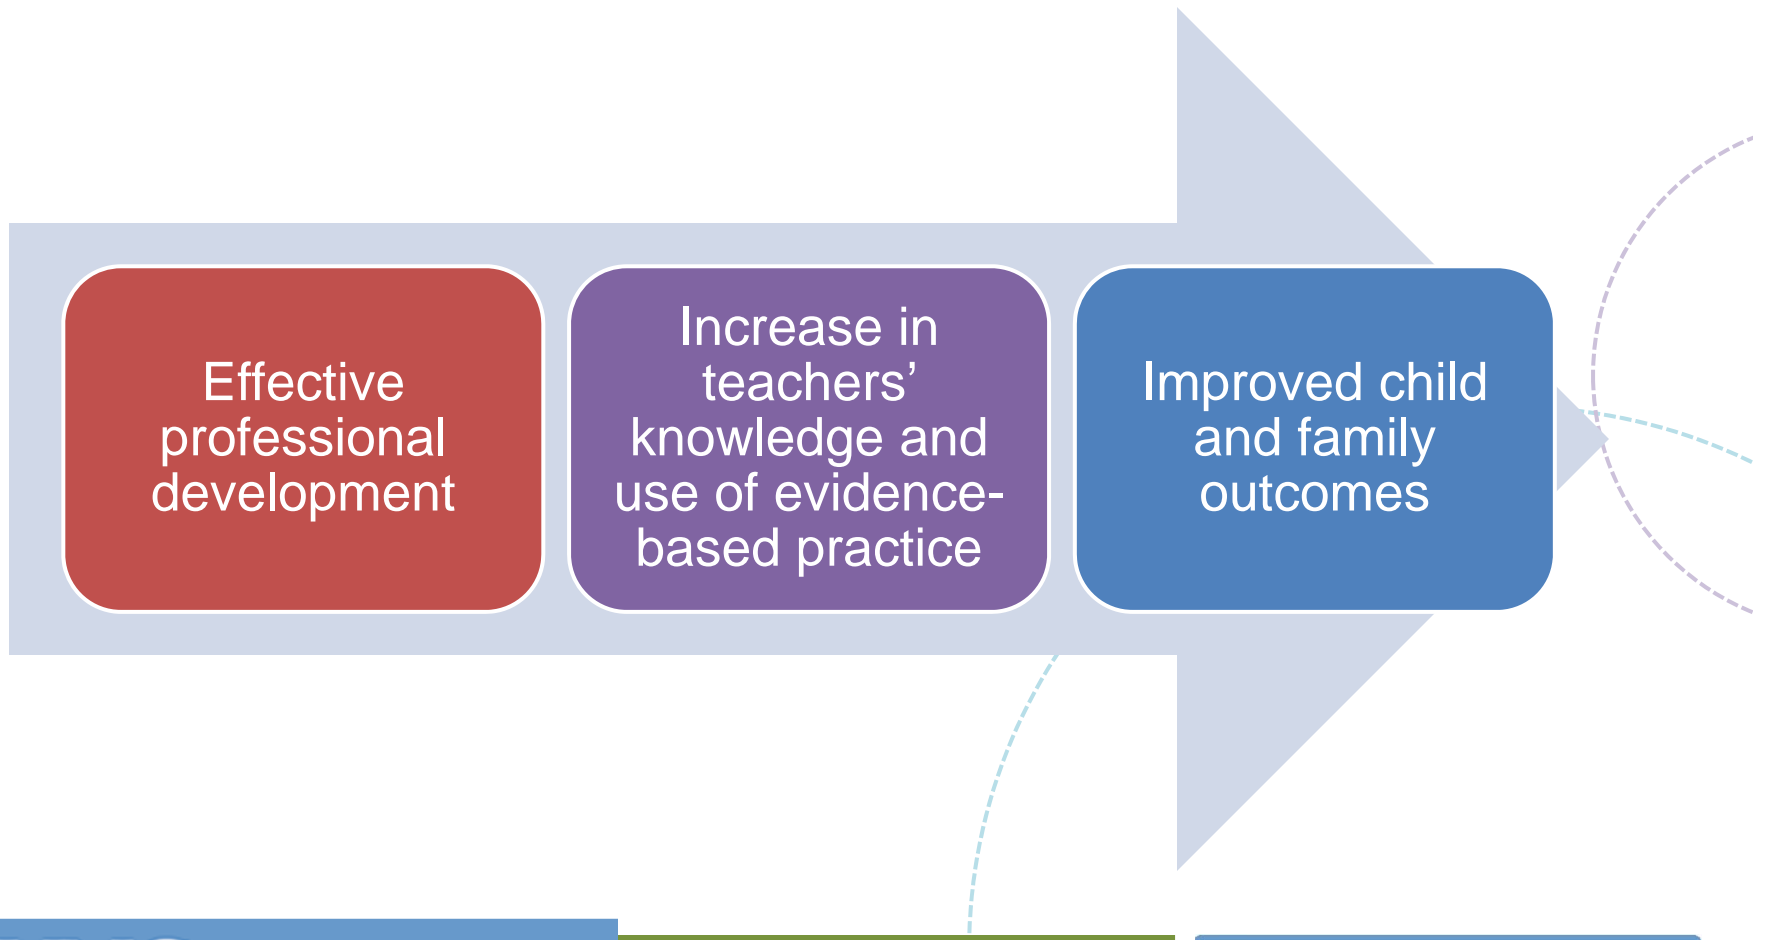 Effective
professional
development
Increase in
teachers’
knowledge and
use of evidence-
based practice
Improved child
and family
outcomes